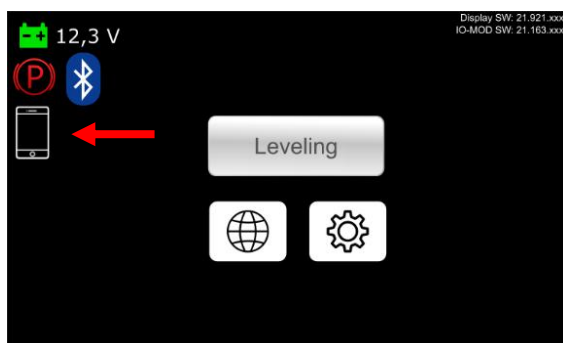 12,3 V
Display SW: 21.921.xxx
IO-MOD SW: 21.163.xxx
P
Leveling